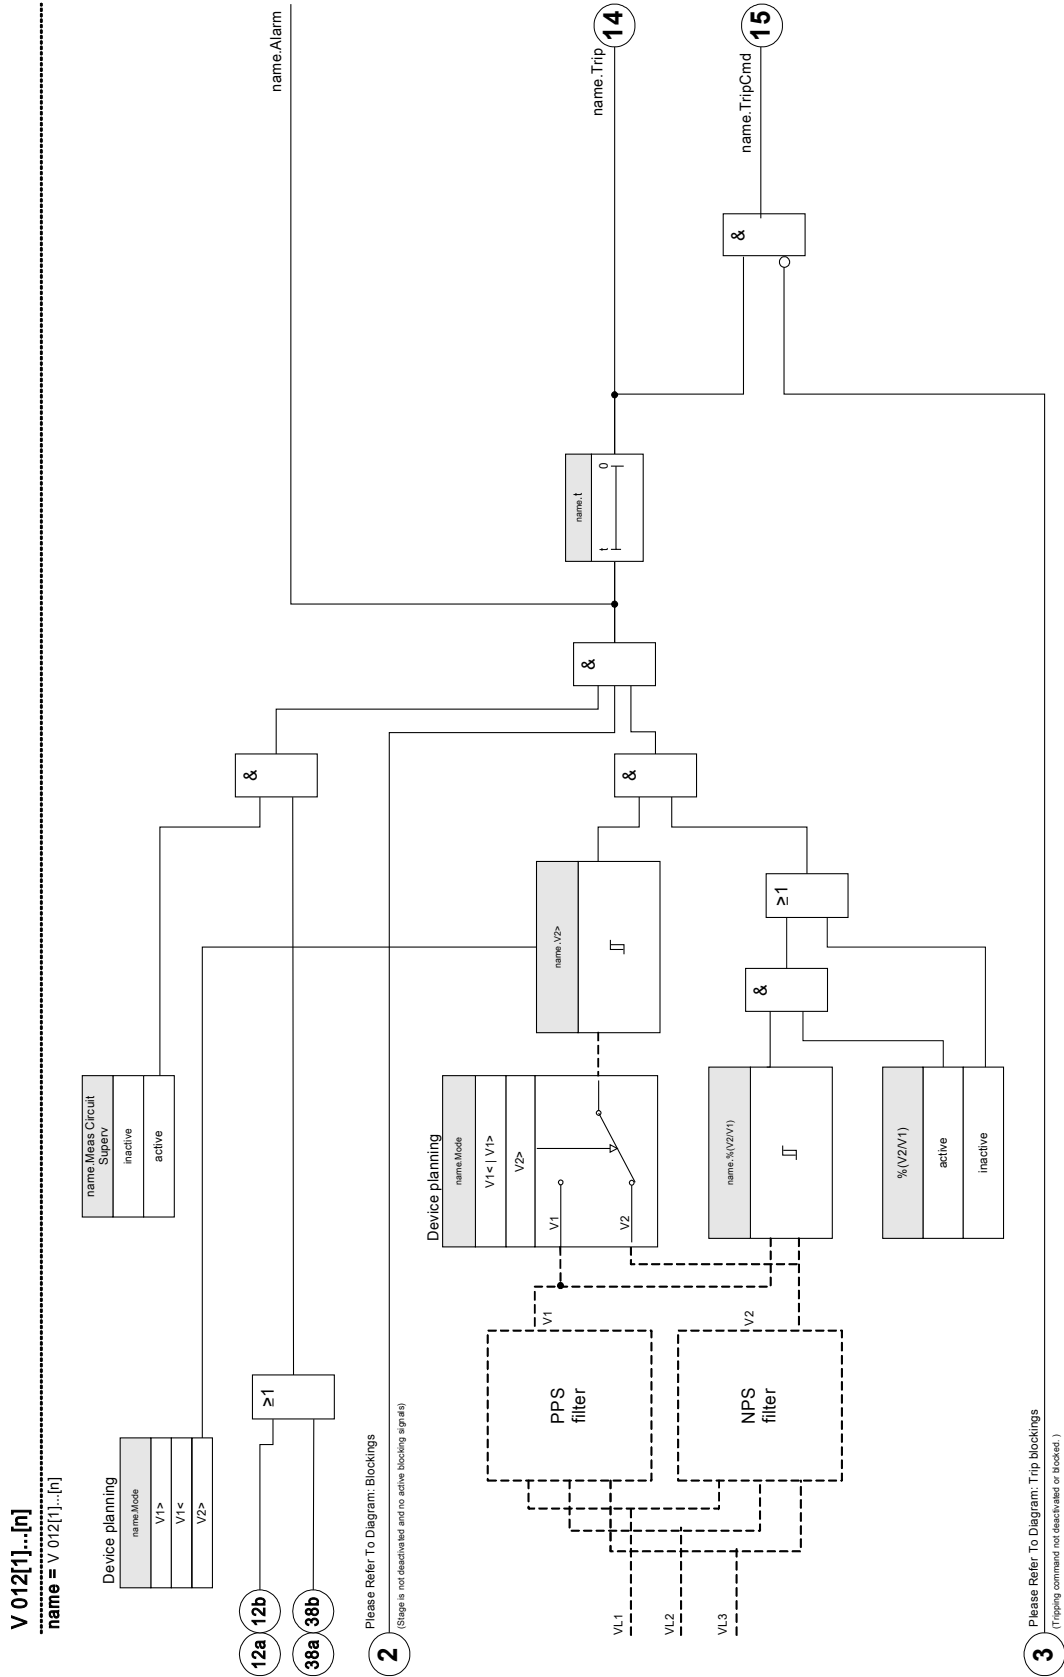 V 012[1]...[n]
name = V 012[1]...[n]
Device planning
name.Mode
V1>
V1<
V2>
name.Meas Circuit
Superv
inactive
active
12a
12b
38a
38b
≥1
&
name.Alarm
2
Please Refer To Diagram: Blockings
(Stage is not deactivated and no active blocking signals)
Device planning
name.Mode
V1< | V1>
V2>
V1
V2
name.V2>
&
&
name.t
t
0
name.Trip
14
PPS
filter
V1
NPS
filter
V2
VL1
VL2
VL3
name.%(V2/V1)
%(V2/V1)
active
inactive
&
≥1
&
name.TripCmd
15
3
Please Refer To Diagram: Trip blockings
(Tripping command not deactivated or blocked. )